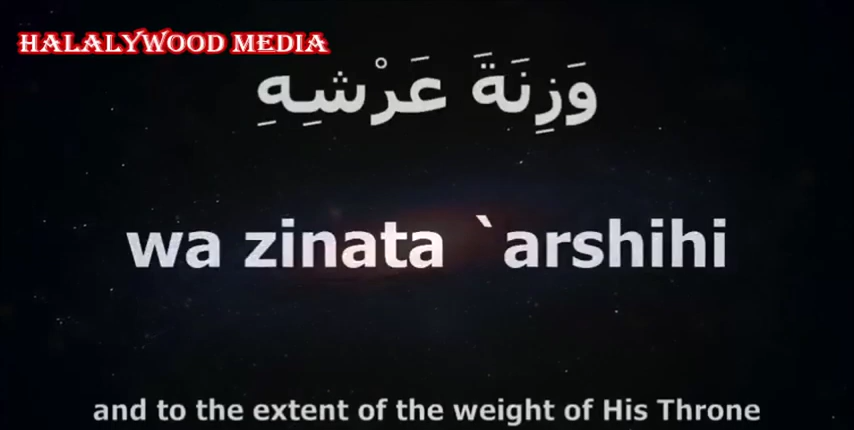 HALALYWOOD MEDIA
وَزِنَةَ عَرْشِهِ
wa zinata `arshihi
and to the extent of the weight of His Throne